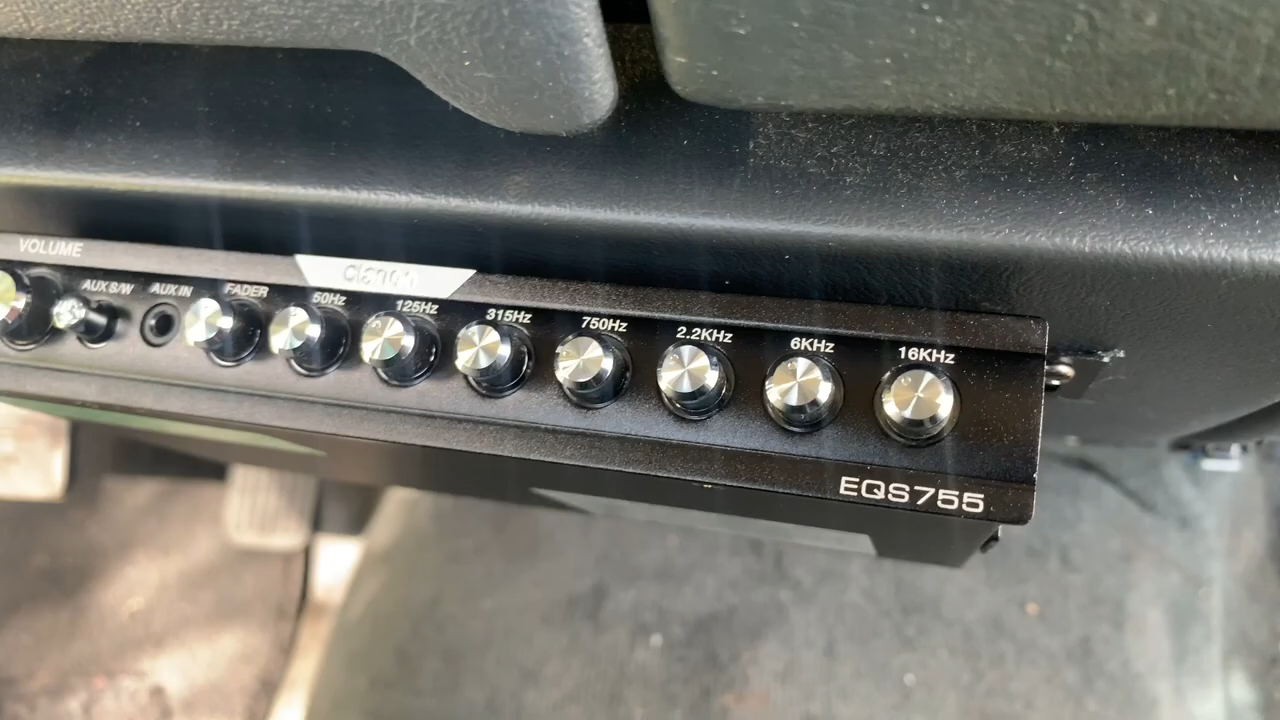 VOLUME
AUX S/W
AUX IN
FADER
50Hz
125Hz
315Hz
750Hz
2.2KHz
6KHz
16KHz
EQS755